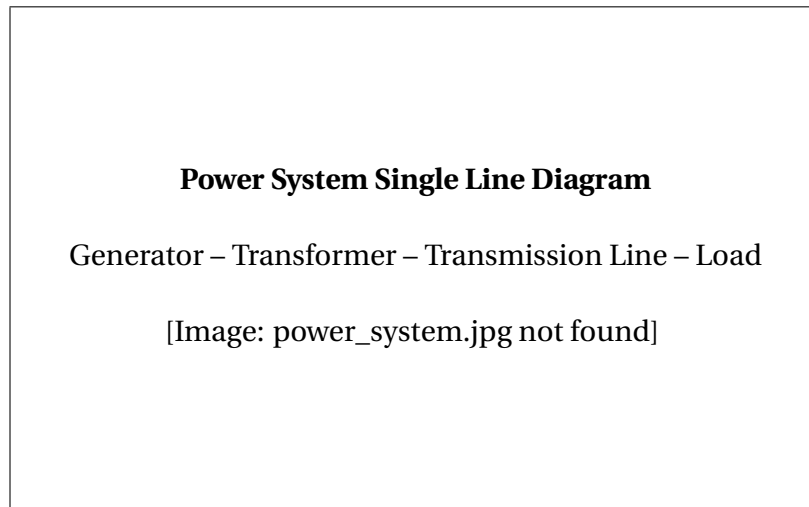 Power System Single Line Diagram
Generator – Transformer – Transmission Line – Load
[Image: power_system.jpg not found]